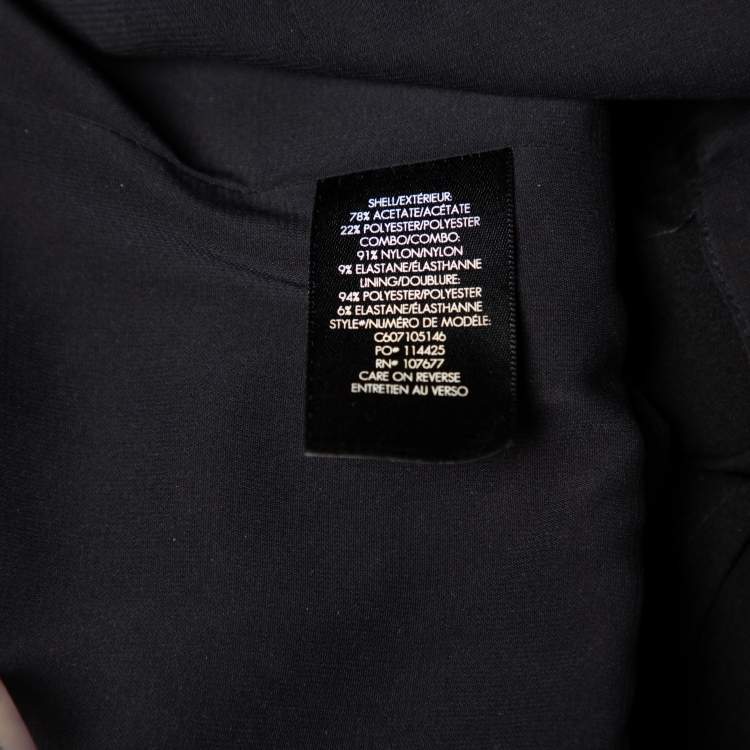 SHELL/EXTÉRIEUR:
78% ACETATE/ACÉTATE
22% POLYESTER/POLYESTER
COMBO/COMBO:
91% NYLON/NYLON
9% ELASTANE/ÉLASTHANNE
LINING/DOUBLURE:
94% POLYESTER/POLYESTER
6% ELASTANE/ÉLASTHANNE
STYLE#/NUMÉRO DE MODÈLE:
C607105146
PO# 114425
RN# 107677
CARE ON REVERSE
ENTRETIEN AU VERSO